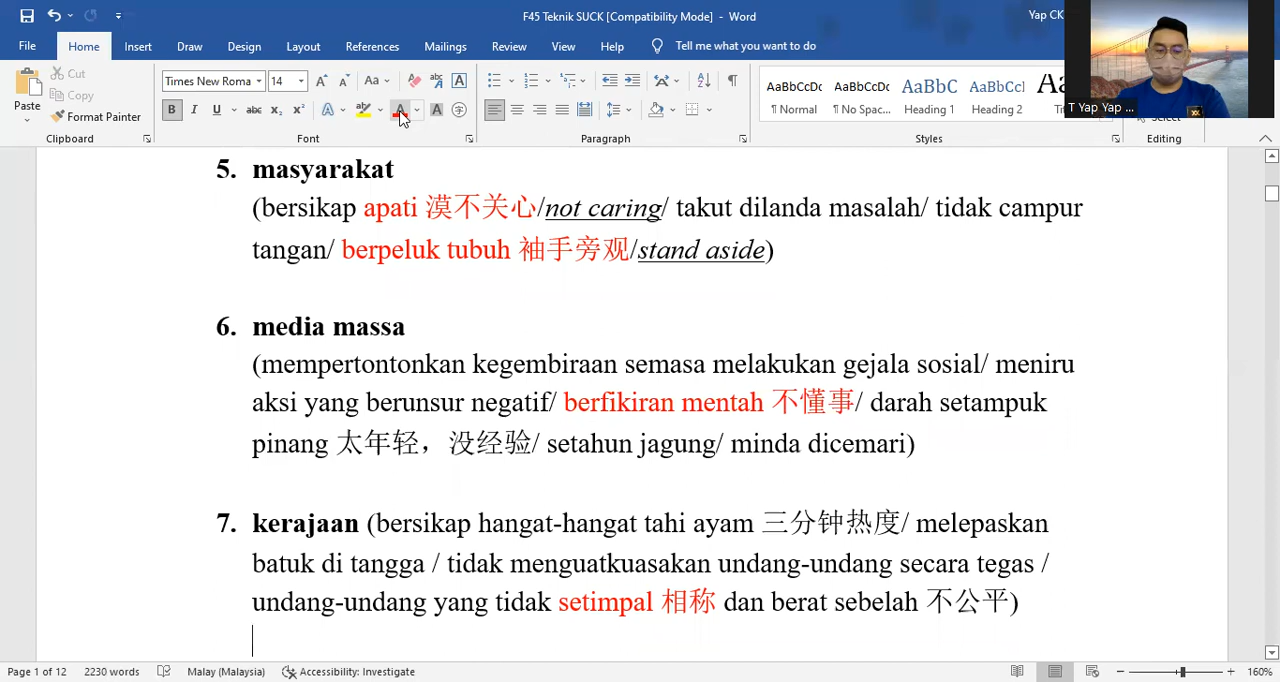 F45 Teknik SUCK [Compatibility Mode] - Word
Yap CK
File Home Insert Draw Design Layout References Mailings Review View Help Tell me what you want to do
Paste
Cut
Copy
Format Painter
Times New Roma 14
Aa
B I U abc x₂ x²
AaBbCcDc AaBbCcDc AaBbC AaBbCcI
¶ Normal ¶ No Spac... Heading 1 Heading 2
T Yap Yap ...
Clipboard Font Paragraph Styles Editing
5. masyarakat
(bersikap apati 漠不关心/not caring/ takut dilanda masalah/ tidak campur
tangan/ berpeluk tubuh 袖手旁观/stand aside)
6. media massa
(mempertontonkan kegembiraan semasa melakukan gejala sosial/ meniru
aksi yang berunsur negatif/ berfikiran mentah 不懂事/ darah setampuk
pinang 太年轻，没经验/ setahun jagung/ minda dicemari)
7. kerajaan (bersikap hangat-hangat tahi ayam 三分钟热度/ melepaskan
batuk di tangga / tidak menguatkuasakan undang-undang secara tegas /
undang-undang yang tidak setimpal 相称 dan berat sebelah 不公平)
Page 1 of 12 2230 words Malay (Malaysia) Accessibility: Investigate 160%